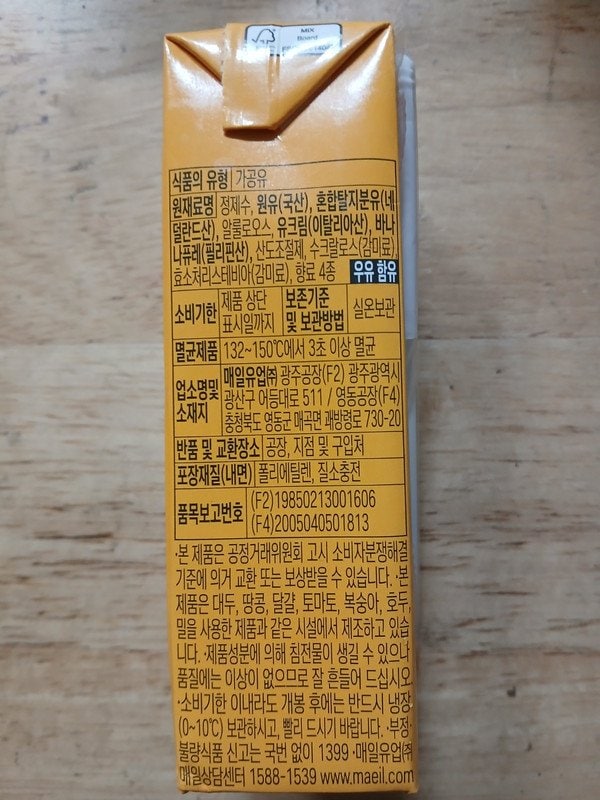 MIX
Board
식품의 유형 가공유
원재료명 정제수, 원유(국산), 혼합탈지분유(네
덜란드산), 알룰로오스, 유크림(이탈리아산), 바나
나퓨레(필리핀산), 산도조절제, 수크랄로스(감미료),
효소처리스테비아(감미료), 향료 4종 우유 함유
소비기한 제품 상단 표시일까지 보존기준 및 보관방법 실온보관
멸균제품 132~150℃에서 3초 이상 멸균
업소명 및 매일유업㈜ 광주공장(F2) 광주광역시
소재지 광산구 어등대로 511 / 영동공장(F4)
충청북도 영동군 매곡면 괘방령로 730-20
반품 및 교환장소 공장, 지점 및 구입처
포장재질(내면) 폴리에틸렌, 질소충전
품목보고번호 (F2)19850213001606
(F4)2005040501813
·본 제품은 공정거래위원회 고시 소비자분쟁해결
기준에 의거 교환 또는 보상받을 수 있습니다. ·본
제품은 대두, 땅콩, 달걀, 토마토, 복숭아, 호두,
밀을 사용한 제품과 같은 시설에서 제조하고 있습
니다. ·제품성분에 의해 침전물이 생길 수 있으나
품질에는 이상이 없으므로 잘 흔들어 드십시오.
·소비기한 이내라도 개봉 후에는 반드시 냉장
(0~10℃) 보관하시고, 빨리 드시기 바랍니다. ·부정·
불량식품 신고는 국번 없이 1399 ·매일유업㈜
매일상담센터 1588-1539 www.maeil.com